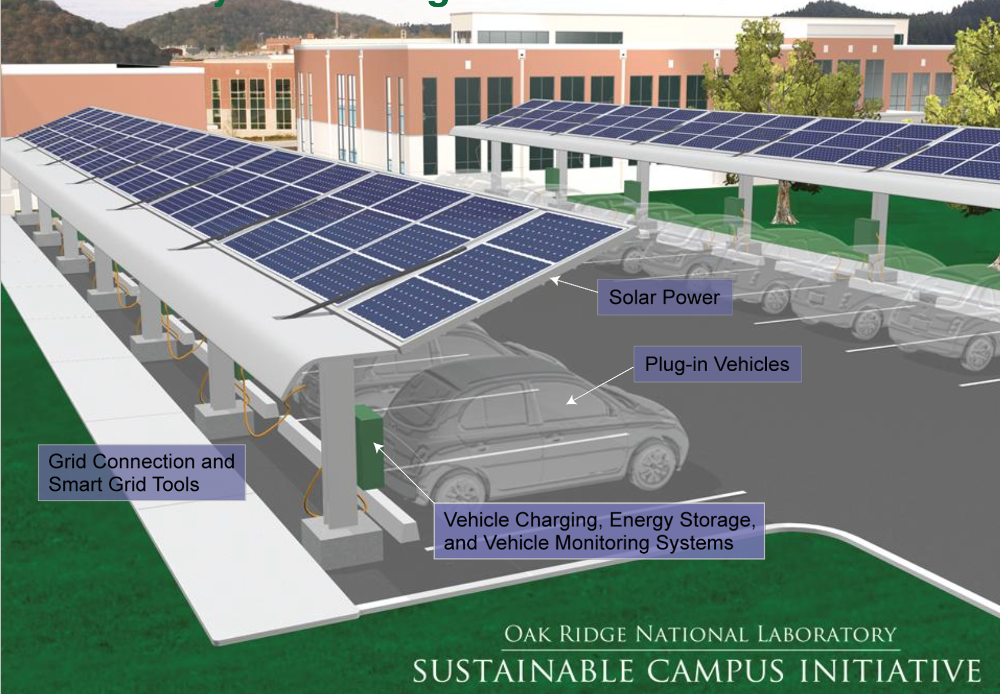 Solar Power
Plug-in Vehicles
Grid Connection and
Smart Grid Tools
Vehicle Charging, Energy Storage,
and Vehicle Monitoring Systems
OAK RIDGE NATIONAL LABORATORY
SUSTAINABLE CAMPUS INITIATIVE